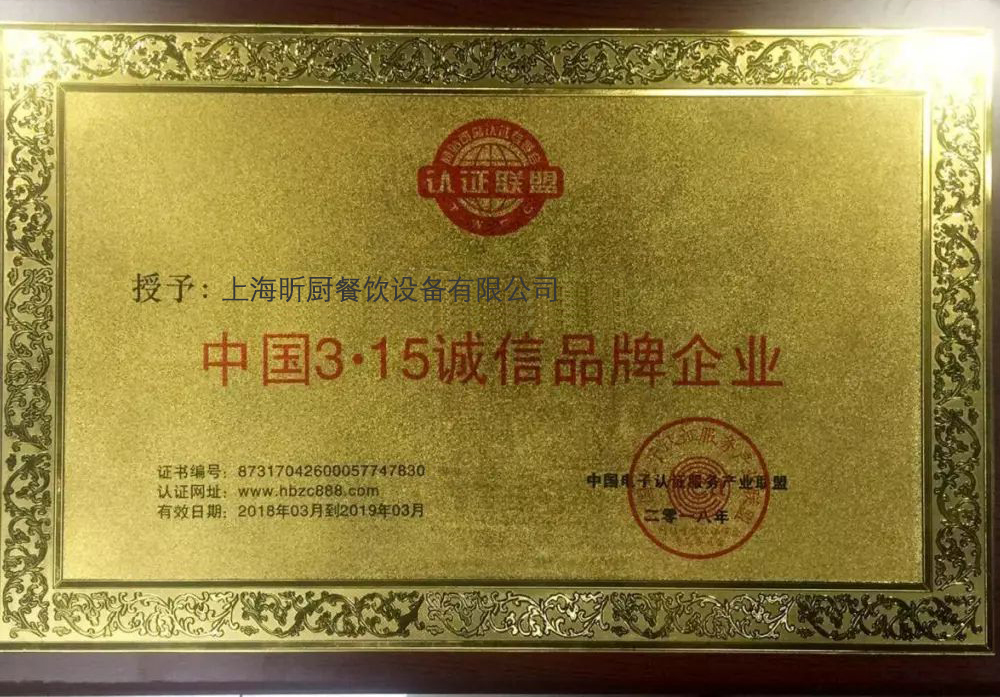 认证联盟
授予：上海昕厨餐饮设备有限公司
中国3·15诚信品牌企业
证书编号：87317042600057747830
认证网址：www.hbzc888.com
有效日期：2018年03月到2019年03月
中国电子认证服务产业联盟
二零一八年